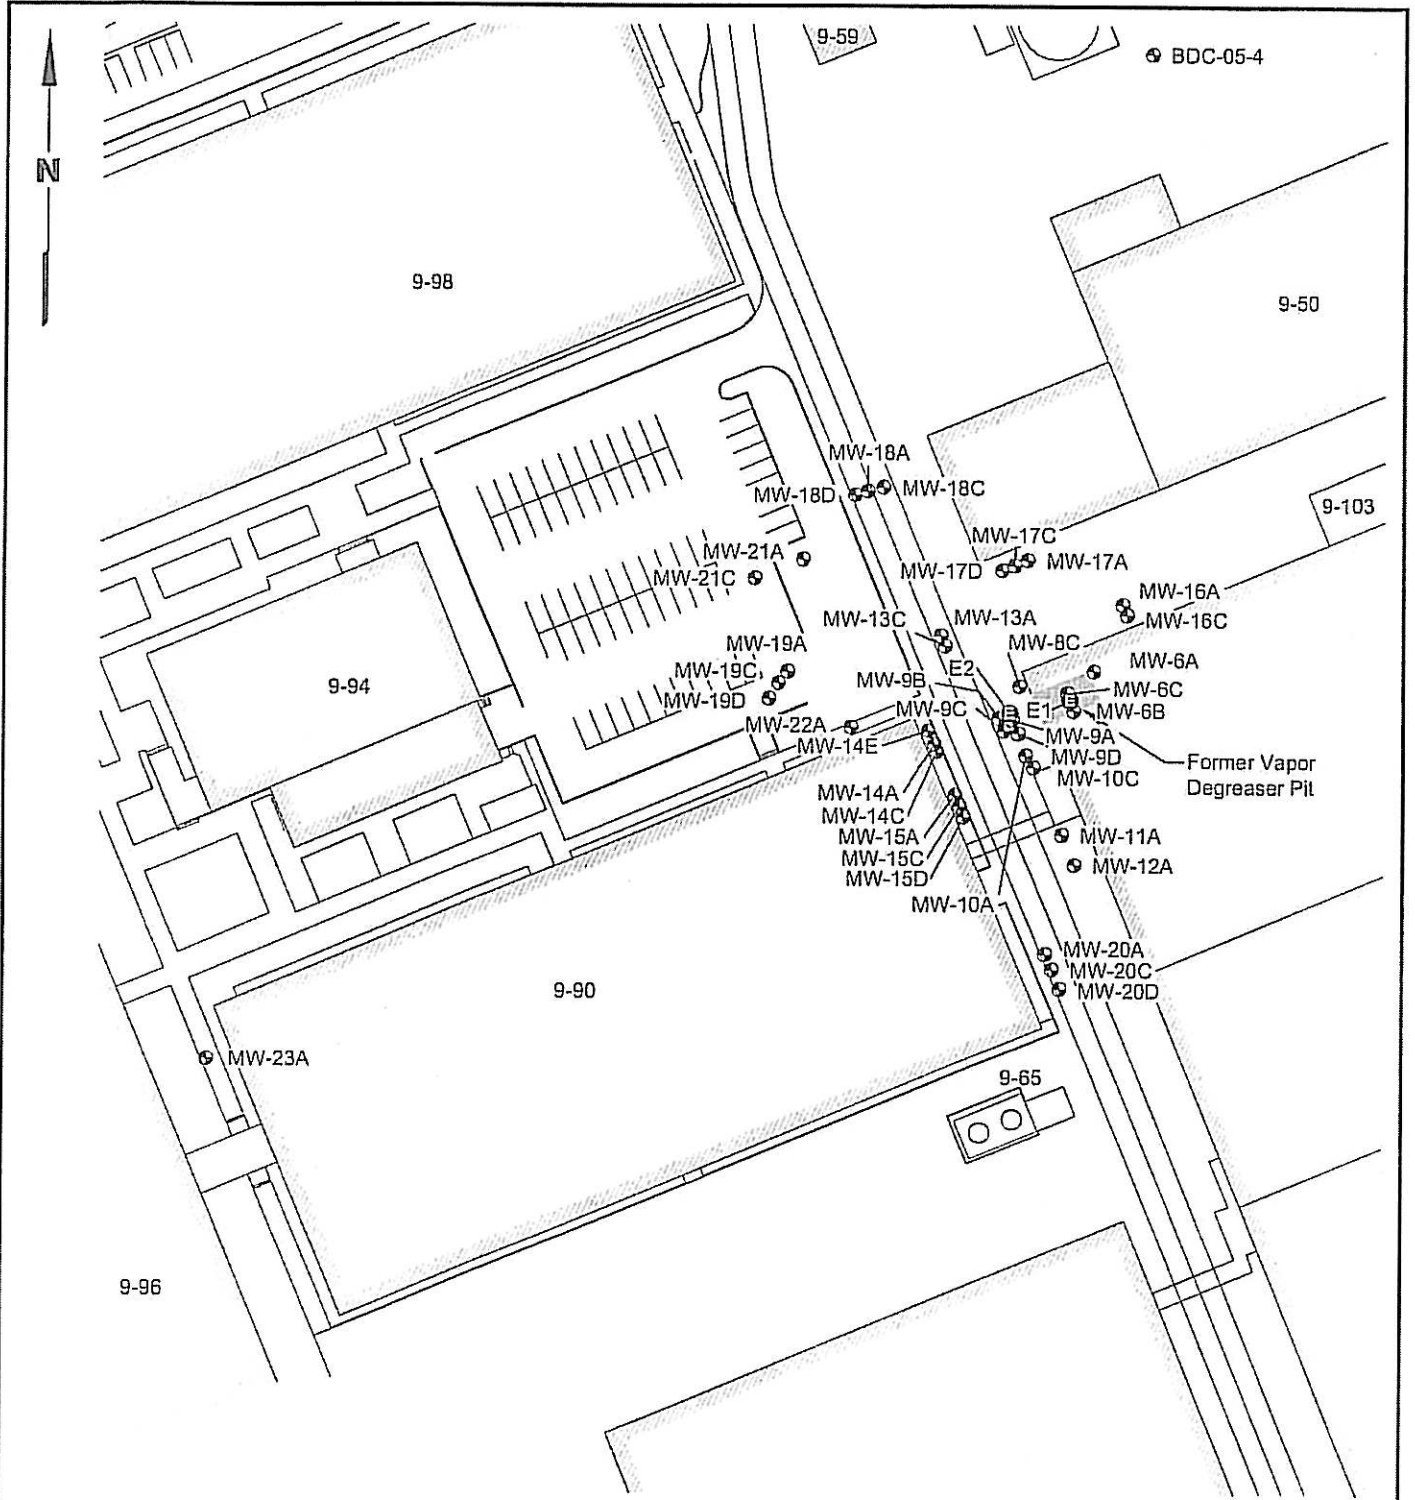 9-59
BDC-05-4
N
9-98
9-50
MW-18A
MW-18D
MW-18C
9-103
MW-17C
MW-21A
MW-17A
MW-21C
MW-17D
MW-16A
MW-13C
MW-13A
MW-16C
MW-8C
MW-19A
MW-6A
E2
MW-19C
MW-9B
9-94
MW-6C
MW-19D
MW-9C
E1
MW-6B
MW-22A
MW-9A
MW-14E
MW-9D
Former Vapor
Degreaser Pit
MW-10C
MW-14A
MW-14C
MW-15A
MW-11A
MW-15C
MW-12A
MW-15D
MW-10A
MW-20A
MW-20C
9-90
MW-20D
MW-23A
9-65
9-96